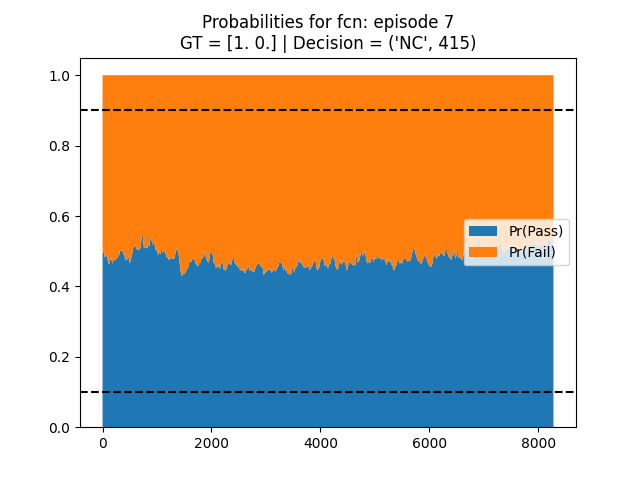 Probabilities for fcn: episode 7
GT = [1. 0.] | Decision = ('NC', 415)
1.0
0.8
0.6
0.4
0.2
0.0
Pr(Pass)
Pr(Fail)
0
2000
4000
6000
8000